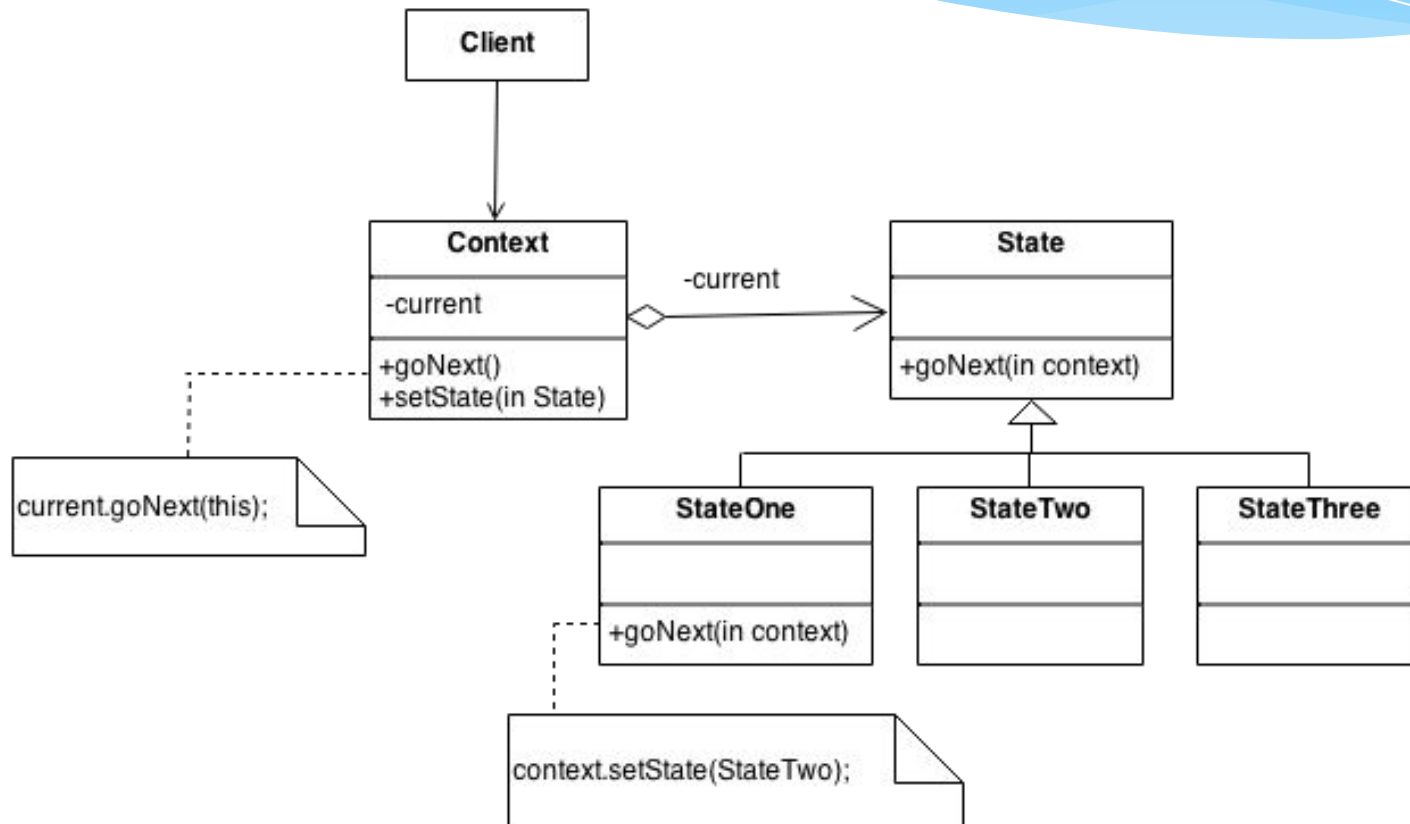 Client
Context
-current
+goNext()
+setState(in State)
-current
State
+goNext(in context)
current.goNext(this);
StateOne
+goNext(in context)
StateTwo
StateThree
context.setState(StateTwo);